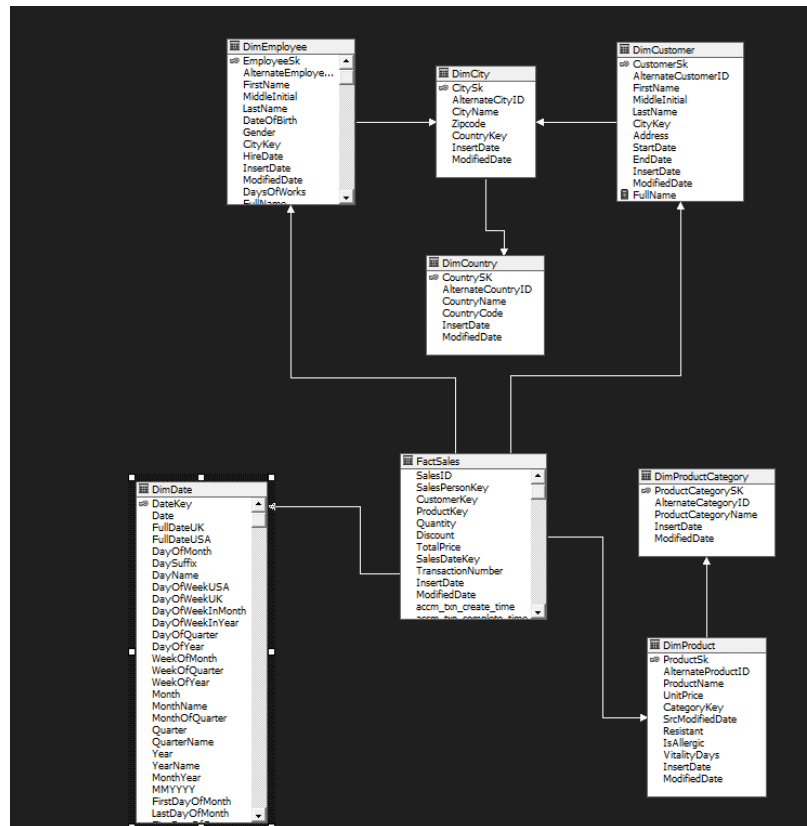 DimEmployee
EmployeeSk
AlternateEmploye...
FirstName
MiddleInitial
LastName
DateOfBirth
Gender
CityKey
HireDate
InsertDate
ModifiedDate
DaysOfWorks
FullName
DimCity
CitySk
AlternateCityID
CityName
Zipcode
CountryKey
InsertDate
ModifiedDate
DimCustomer
CustomerSk
AlternateCustomerID
FirstName
MiddleInitial
LastName
CityKey
Address
StartDate
EndDate
InsertDate
ModifiedDate
FullName
DimCountry
CountrySK
AlternateCountryID
CountryName
CountryCode
InsertDate
ModifiedDate
FactSales
SalesID
SalesPersonKey
CustomerKey
ProductKey
Quantity
Discount
TotalPrice
SalesDateKey
TransactionNumber
InsertDate
ModifiedDate
accm_txn_create_time
accm_txn_complete_time
DimProductCategory
ProductCategorySK
AlternateCategoryID
ProductCategoryName
InsertDate
ModifiedDate
DimDate
DateKey
Date
FullDateUK
FullDateUSA
DayOfMonth
DaySuffix
DayName
DayOfWeekUSA
DayOfWeekUK
DayOfWeekInMonth
DayOfWeekInYear
DayOfQuarter
DayOfYear
WeekOfMonth
WeekOfQuarter
WeekOfYear
Month
MonthName
MonthOfQuarter
Quarter
QuarterName
Year
YearName
MonthYear
MMYYYY
FirstDayOfMonth
LastDayOfMonth
DimProduct
ProductSk
AlternateProductID
ProductName
UnitPrice
CategoryKey
SrcModifiedDate
Resistant
IsAllergic
VitalityDays
InsertDate
ModifiedDate